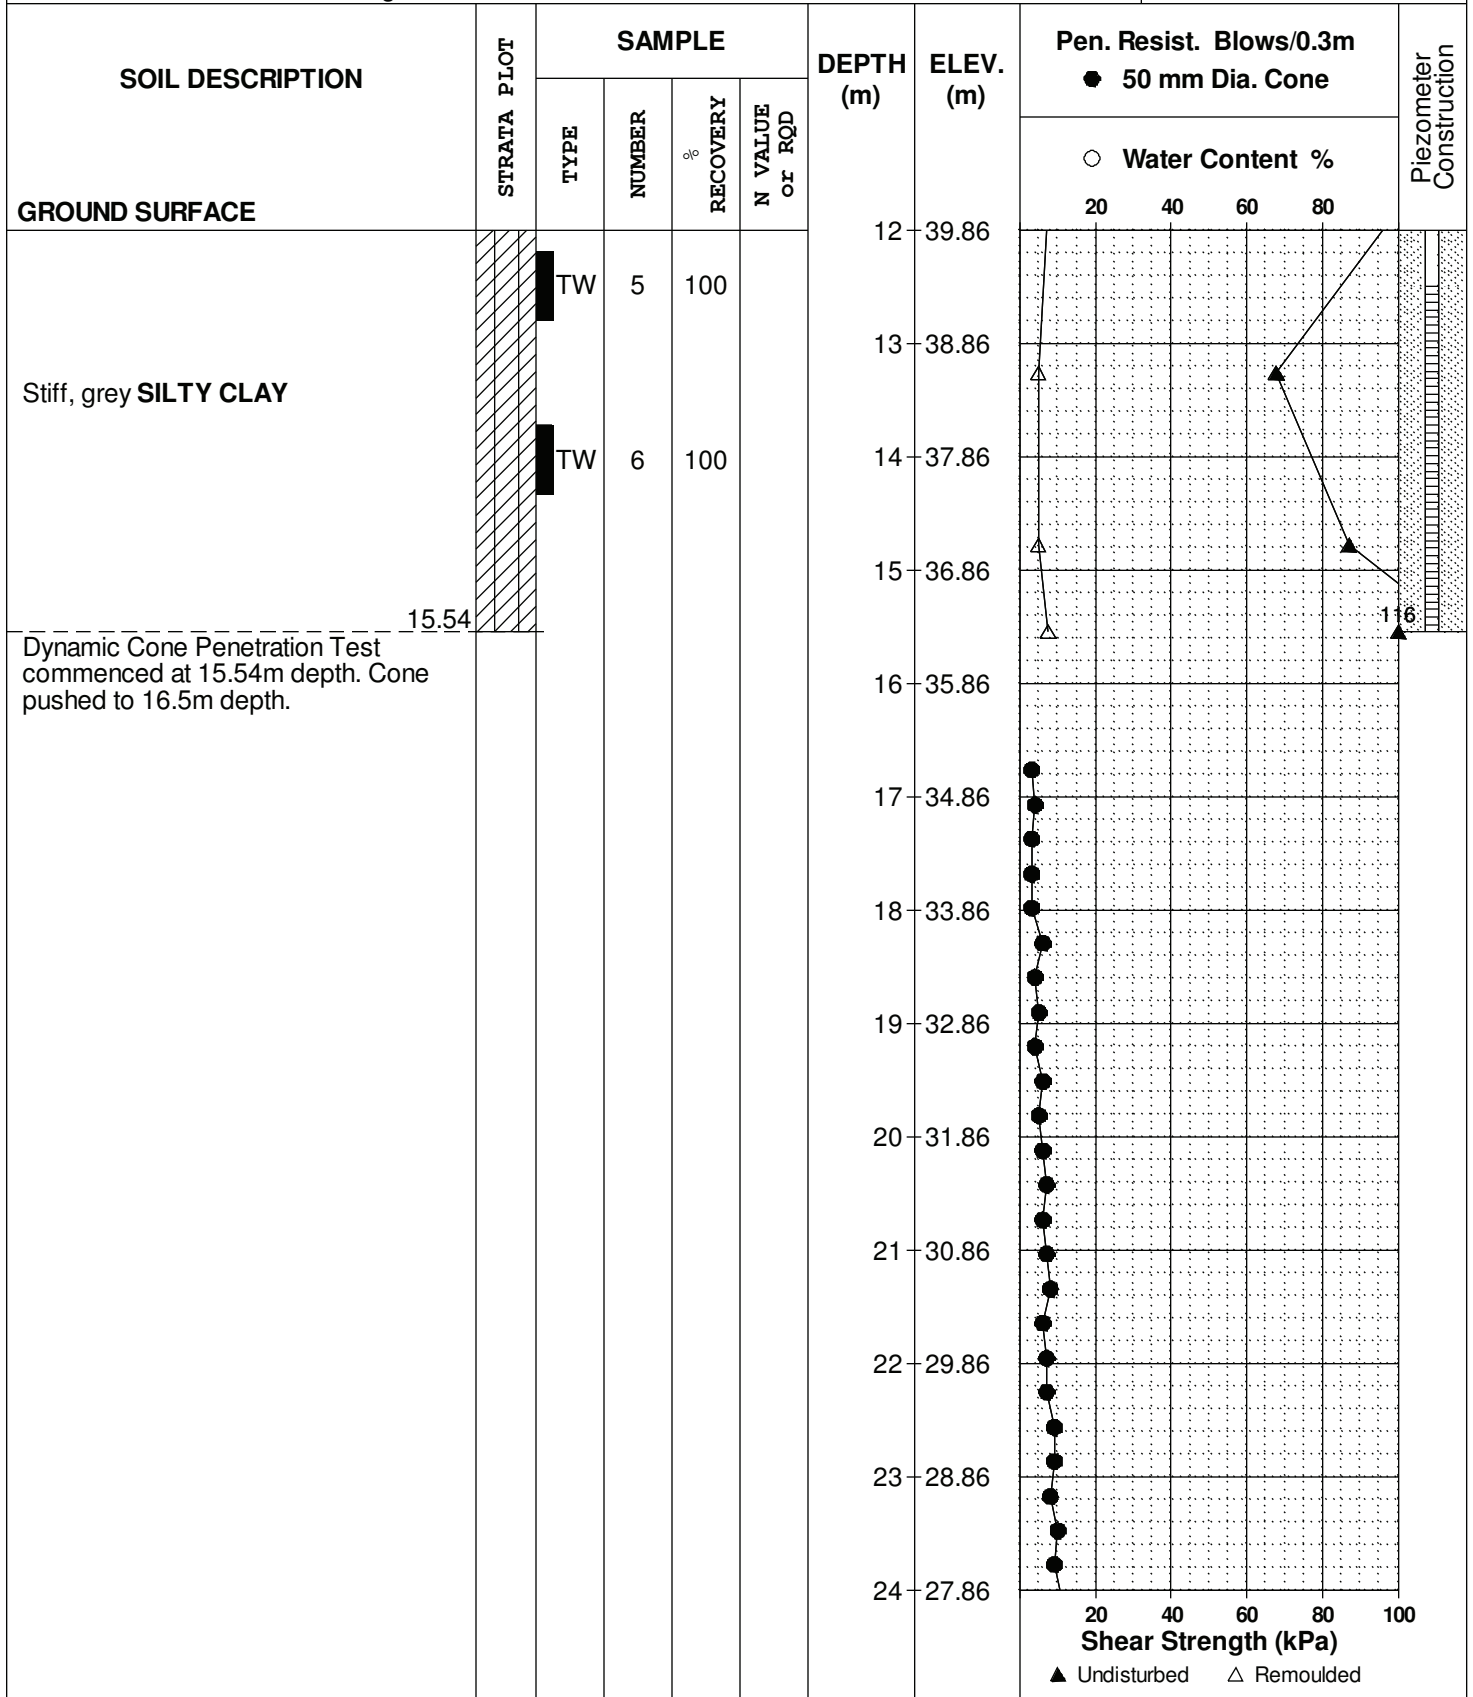 SOIL DESCRIPTION
GROUND SURFACE
STRATA PLOT
SAMPLE
TYPE
NUMBER
%
RECOVERY
N VALUE
or RQD
DEPTH
(m)
ELEV.
(m)
Pen. Resist. Blows/0.3m
● 50 mm Dia. Cone
○ Water Content %
20 40 60 80
Piezometer
Construction
12 39.86
TW 5 100
13 38.86
Stiff, grey SILTY CLAY
TW 6 100
14 37.86
15 36.86
15.54
116
Dynamic Cone Penetration Test
commenced at 15.54m depth. Cone
pushed to 16.5m depth.
16 35.86
17 34.86
18 33.86
19 32.86
20 31.86
21 30.86
22 29.86
23 28.86
24 27.86
20 40 60 80 100
Shear Strength (kPa)
▲ Undisturbed △ Remoulded